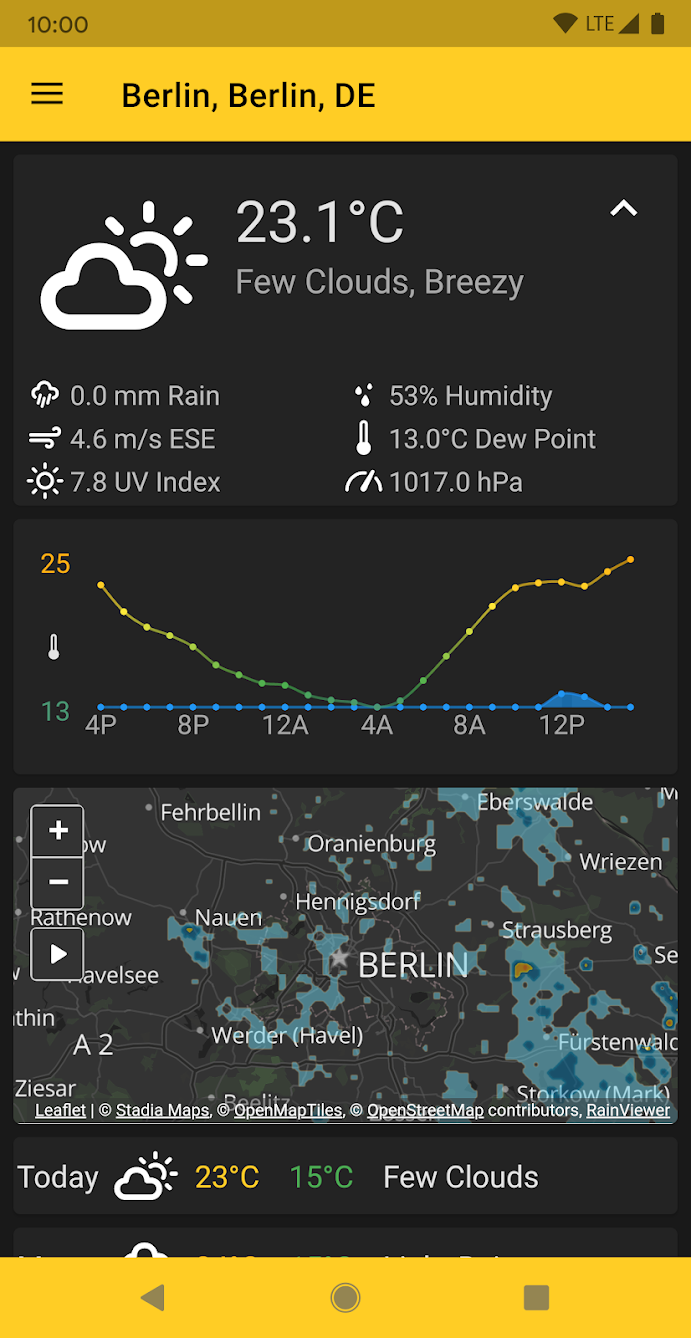 10:00 LTE
Berlin, Berlin, DE
23.1°C
Few Clouds, Breezy
0.0 mm Rain
53% Humidity
4.6 m/s ESE
13.0°C Dew Point
7.8 UV Index
1017.0 hPa
25
13
4P 8P 12A 4A 8A 12P
Eberswalde
Fehrbellin
+
Oranienburg
Wriezen
−
Hennigsdorf
Rathenow
Nauen
Strausberg
BERLIN
avelsee
Werder (Havel)
A 2
Fürstenwald
Ziesar
Beelitz
Storkow (Mark)
Leaflet | © Stadia Maps, © OpenMapTiles, © OpenStreetMap contributors, RainViewer
Today 23°C 15°C Few Clouds